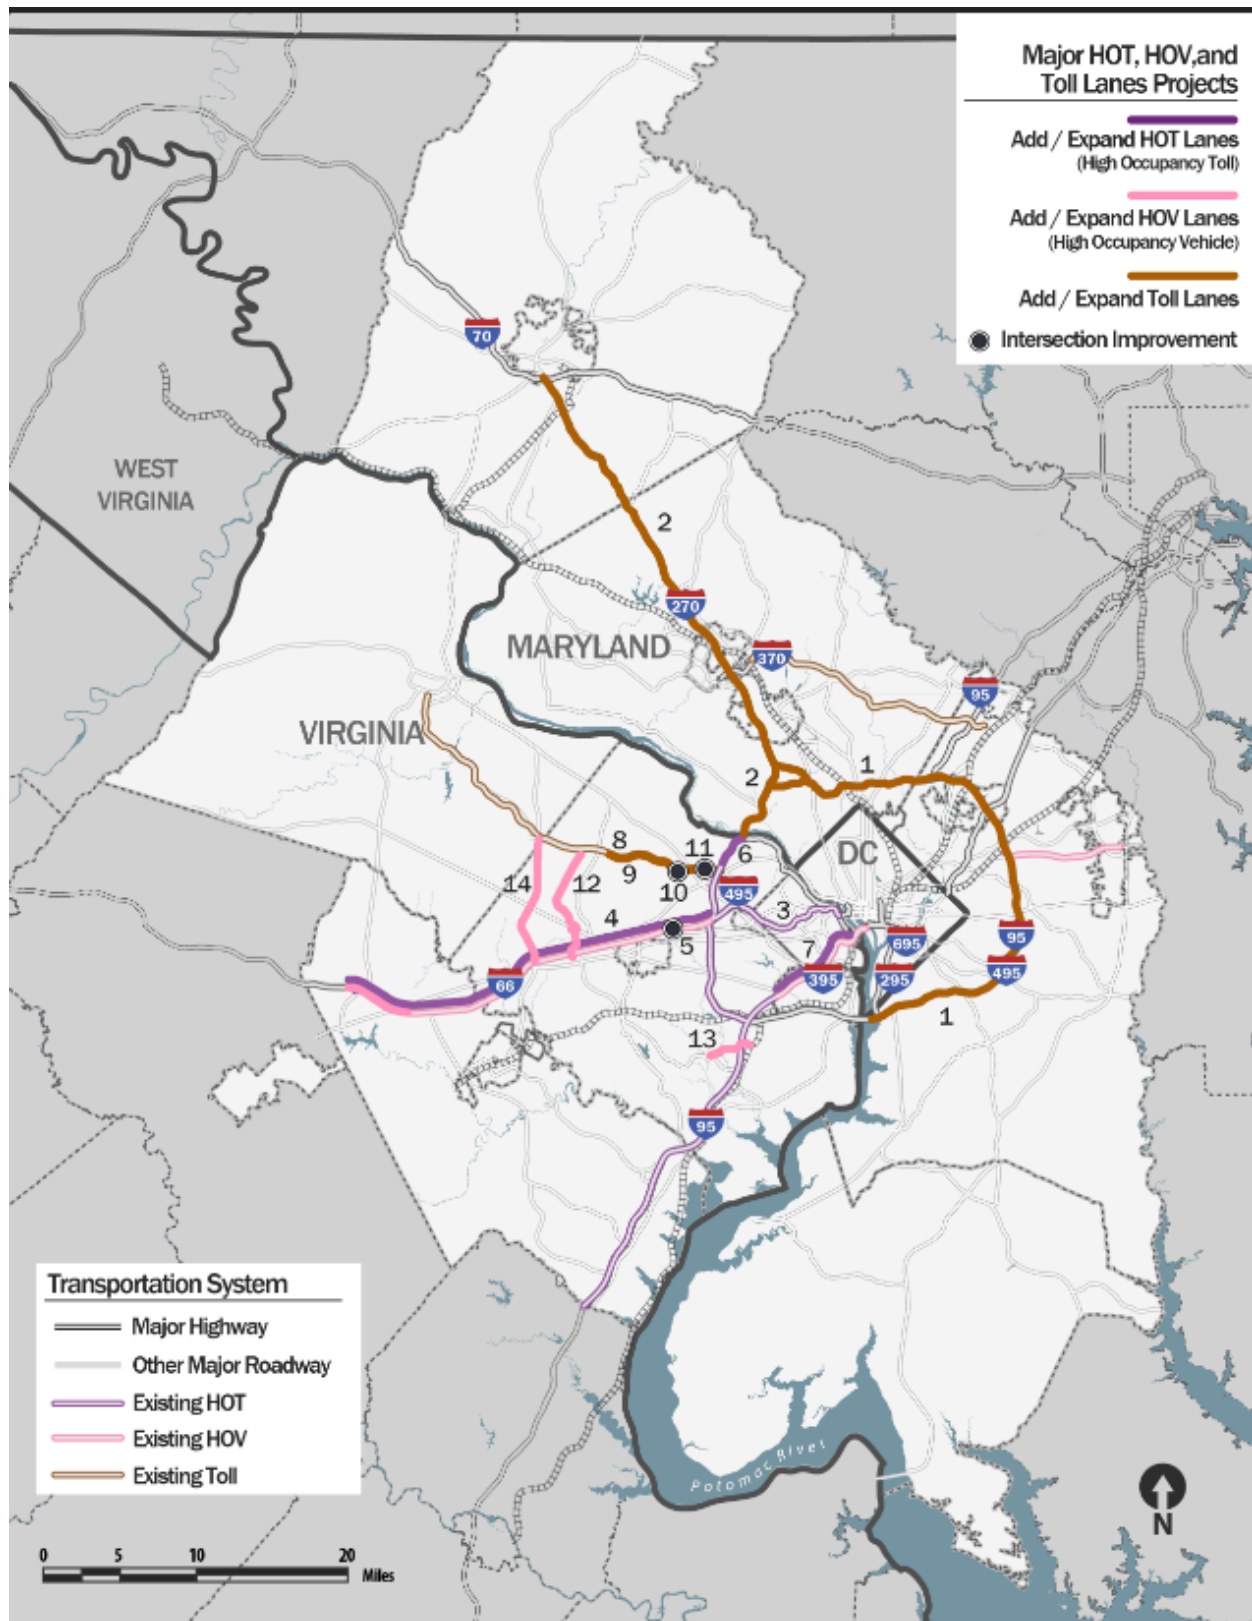 Major HOT, HOV,and
Toll Lanes Projects
Add / Expand HOT Lanes
(High Occupancy Toll)
Add / Expand HOV Lanes
(High Occupancy Vehicle)
Add / Expand Toll Lanes
Intersection Improvement
70
WEST
VIRGINIA
2
270
MARYLAND
370
95
VIRGINIA
2
1
8
11
6
DC
9
10
495
14
12
3
4
5
7
695
95
66
395
295
495
1
13
95
Transportation System
Major Highway
Other Major Roadway
Existing HOT
Existing HOV
Existing Toll
Potomac River
N
0 5 10 20
Miles